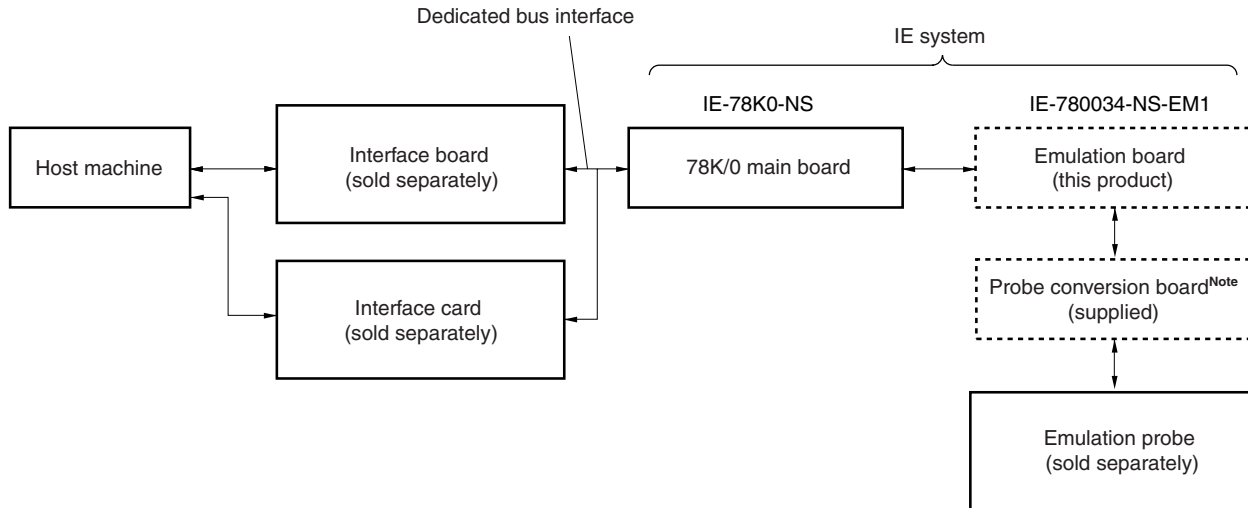 Dedicated bus interface
IE system
IE-78K0-NS
IE-780034-NS-EM1
Host machine
Interface board
(sold separately)
78K/0 main board
Emulation board
(this product)
Interface card
(sold separately)
Probe conversion boardNote
(supplied)
Emulation probe
(sold separately)